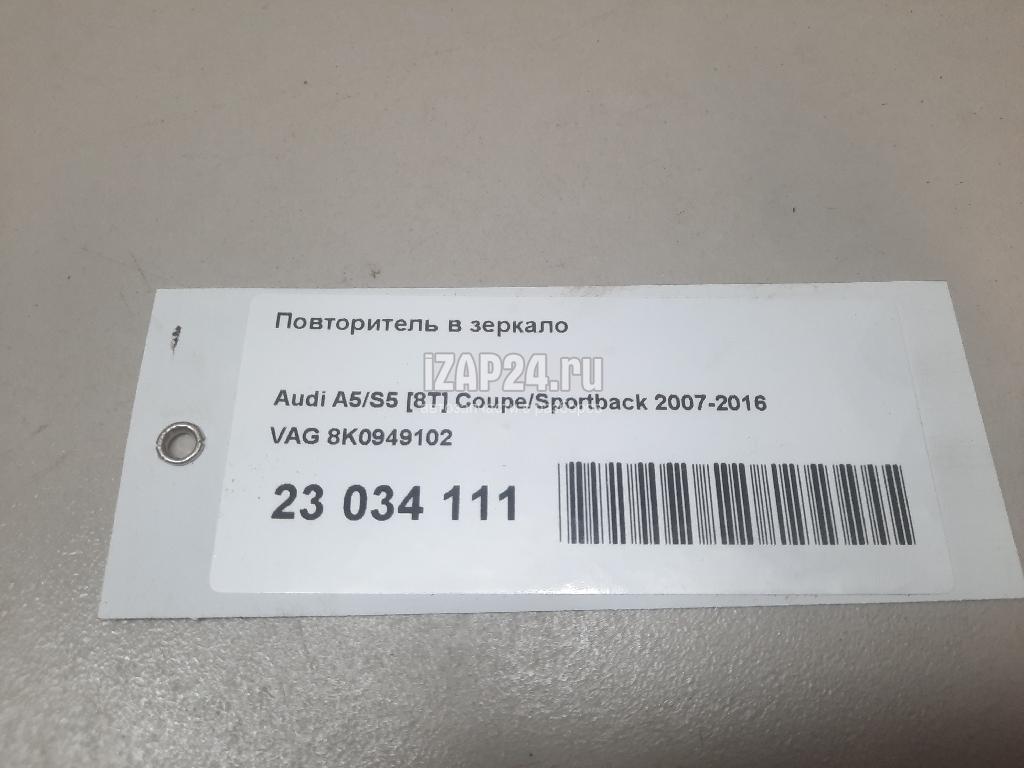 Повторитель в зеркало
iZAP24.ru
Audi A5/S5 [8T] Coupe/Sportback 2007-2016
VAG 8K0949102
23 034 111